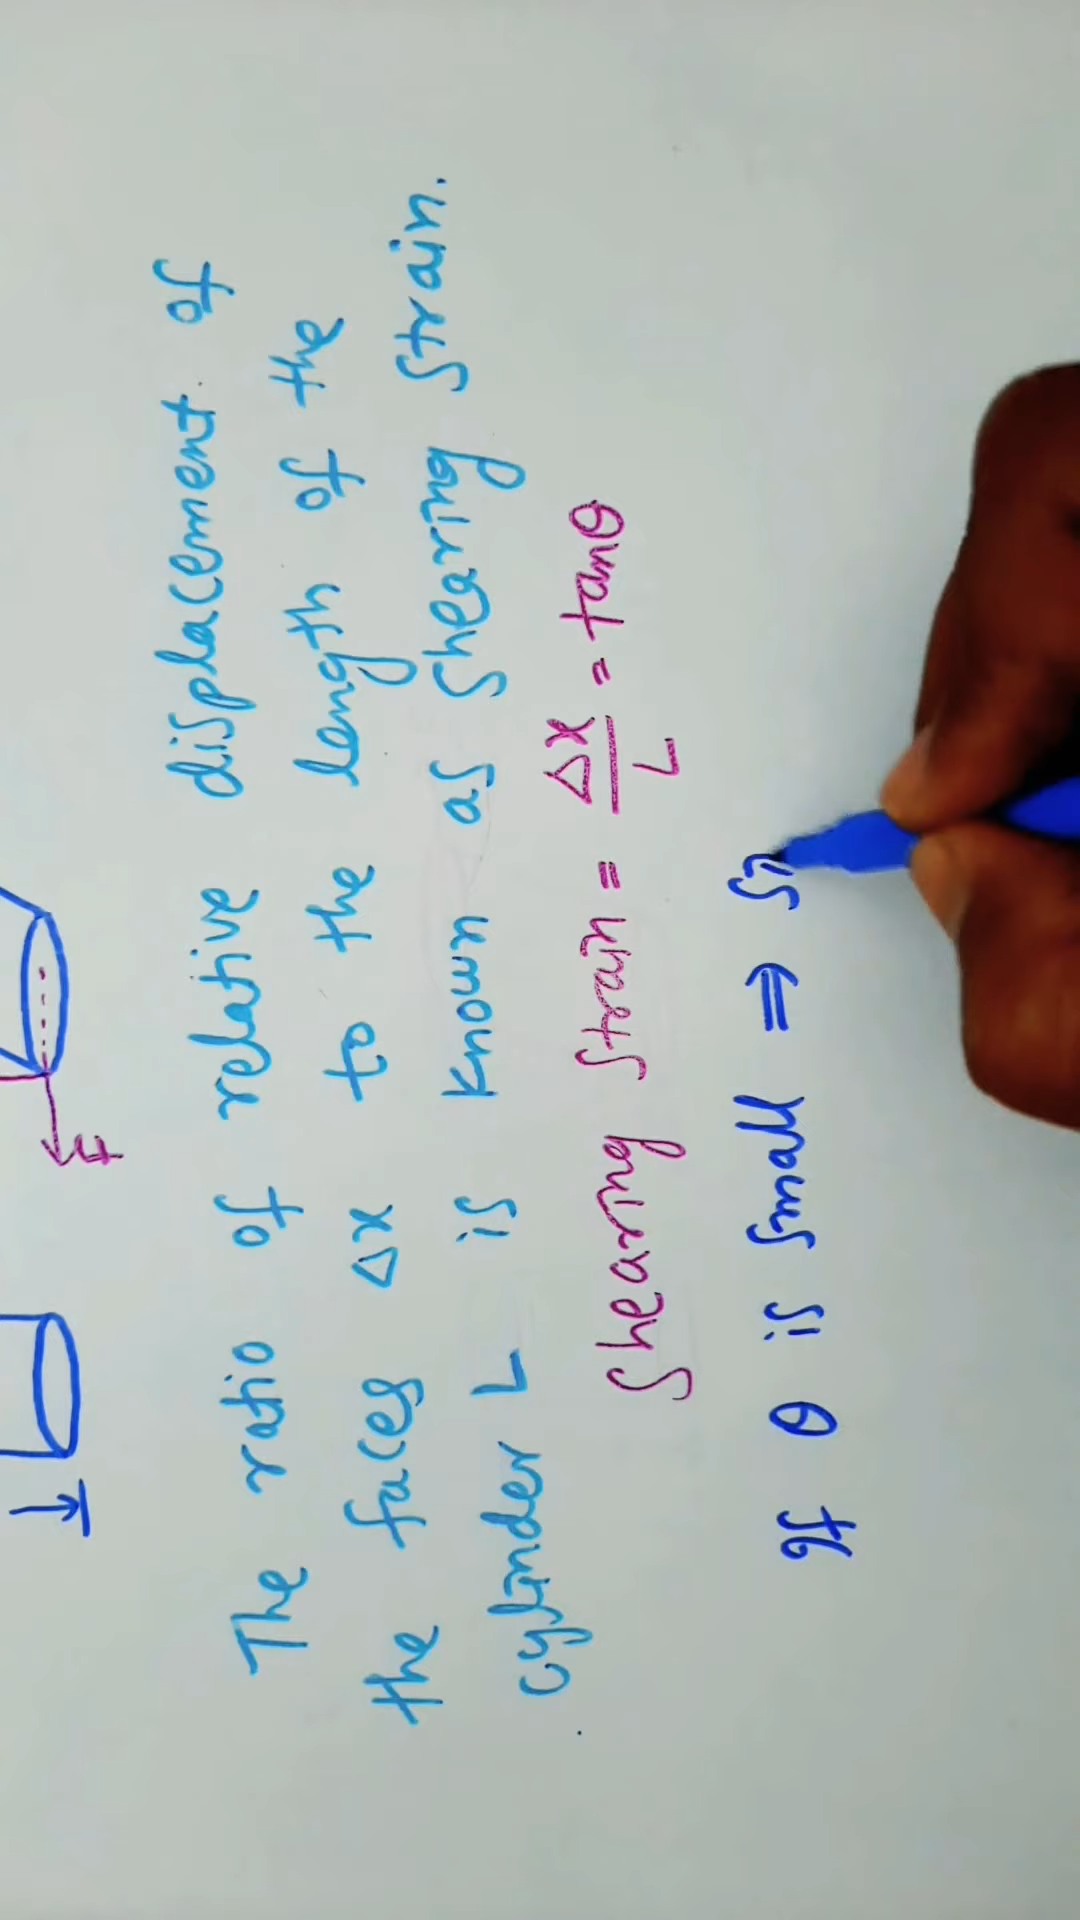 F
The ratio of relative displacement of
the faces Δx to the length of the
cylinder L is known as Shearing Strain.
Shearing Strain = Δx/L = tanθ
If θ is small ⇒